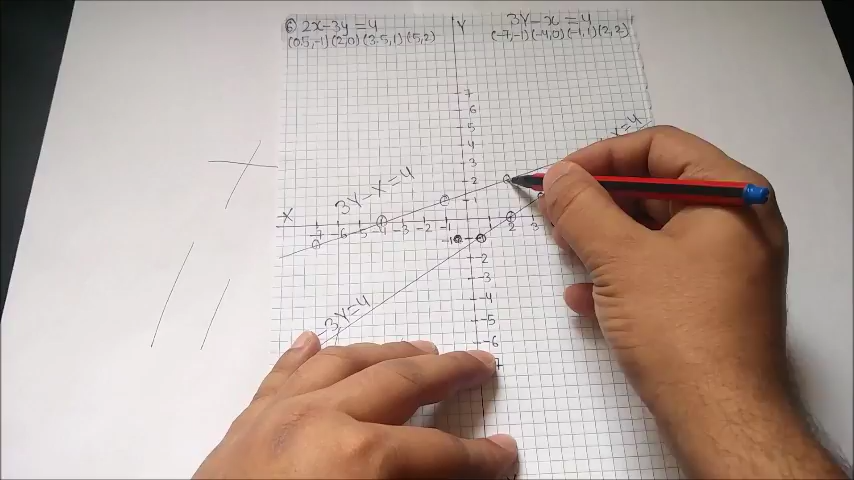 ⑥ 2x-3y=4
(0.5,-1)(2,0)(3.5,1)(5,2)
3Y-x=4
(-7,-1)(-4,0)(-1,1)(2,2)
Y
7
6
5
4
3
2
1
3Y-X=4
X
-7 -6 -5 -4 -3 -2 -1 2 3
-1
-2
-3
-4
-5
-6
7
-3Y=4
X=4